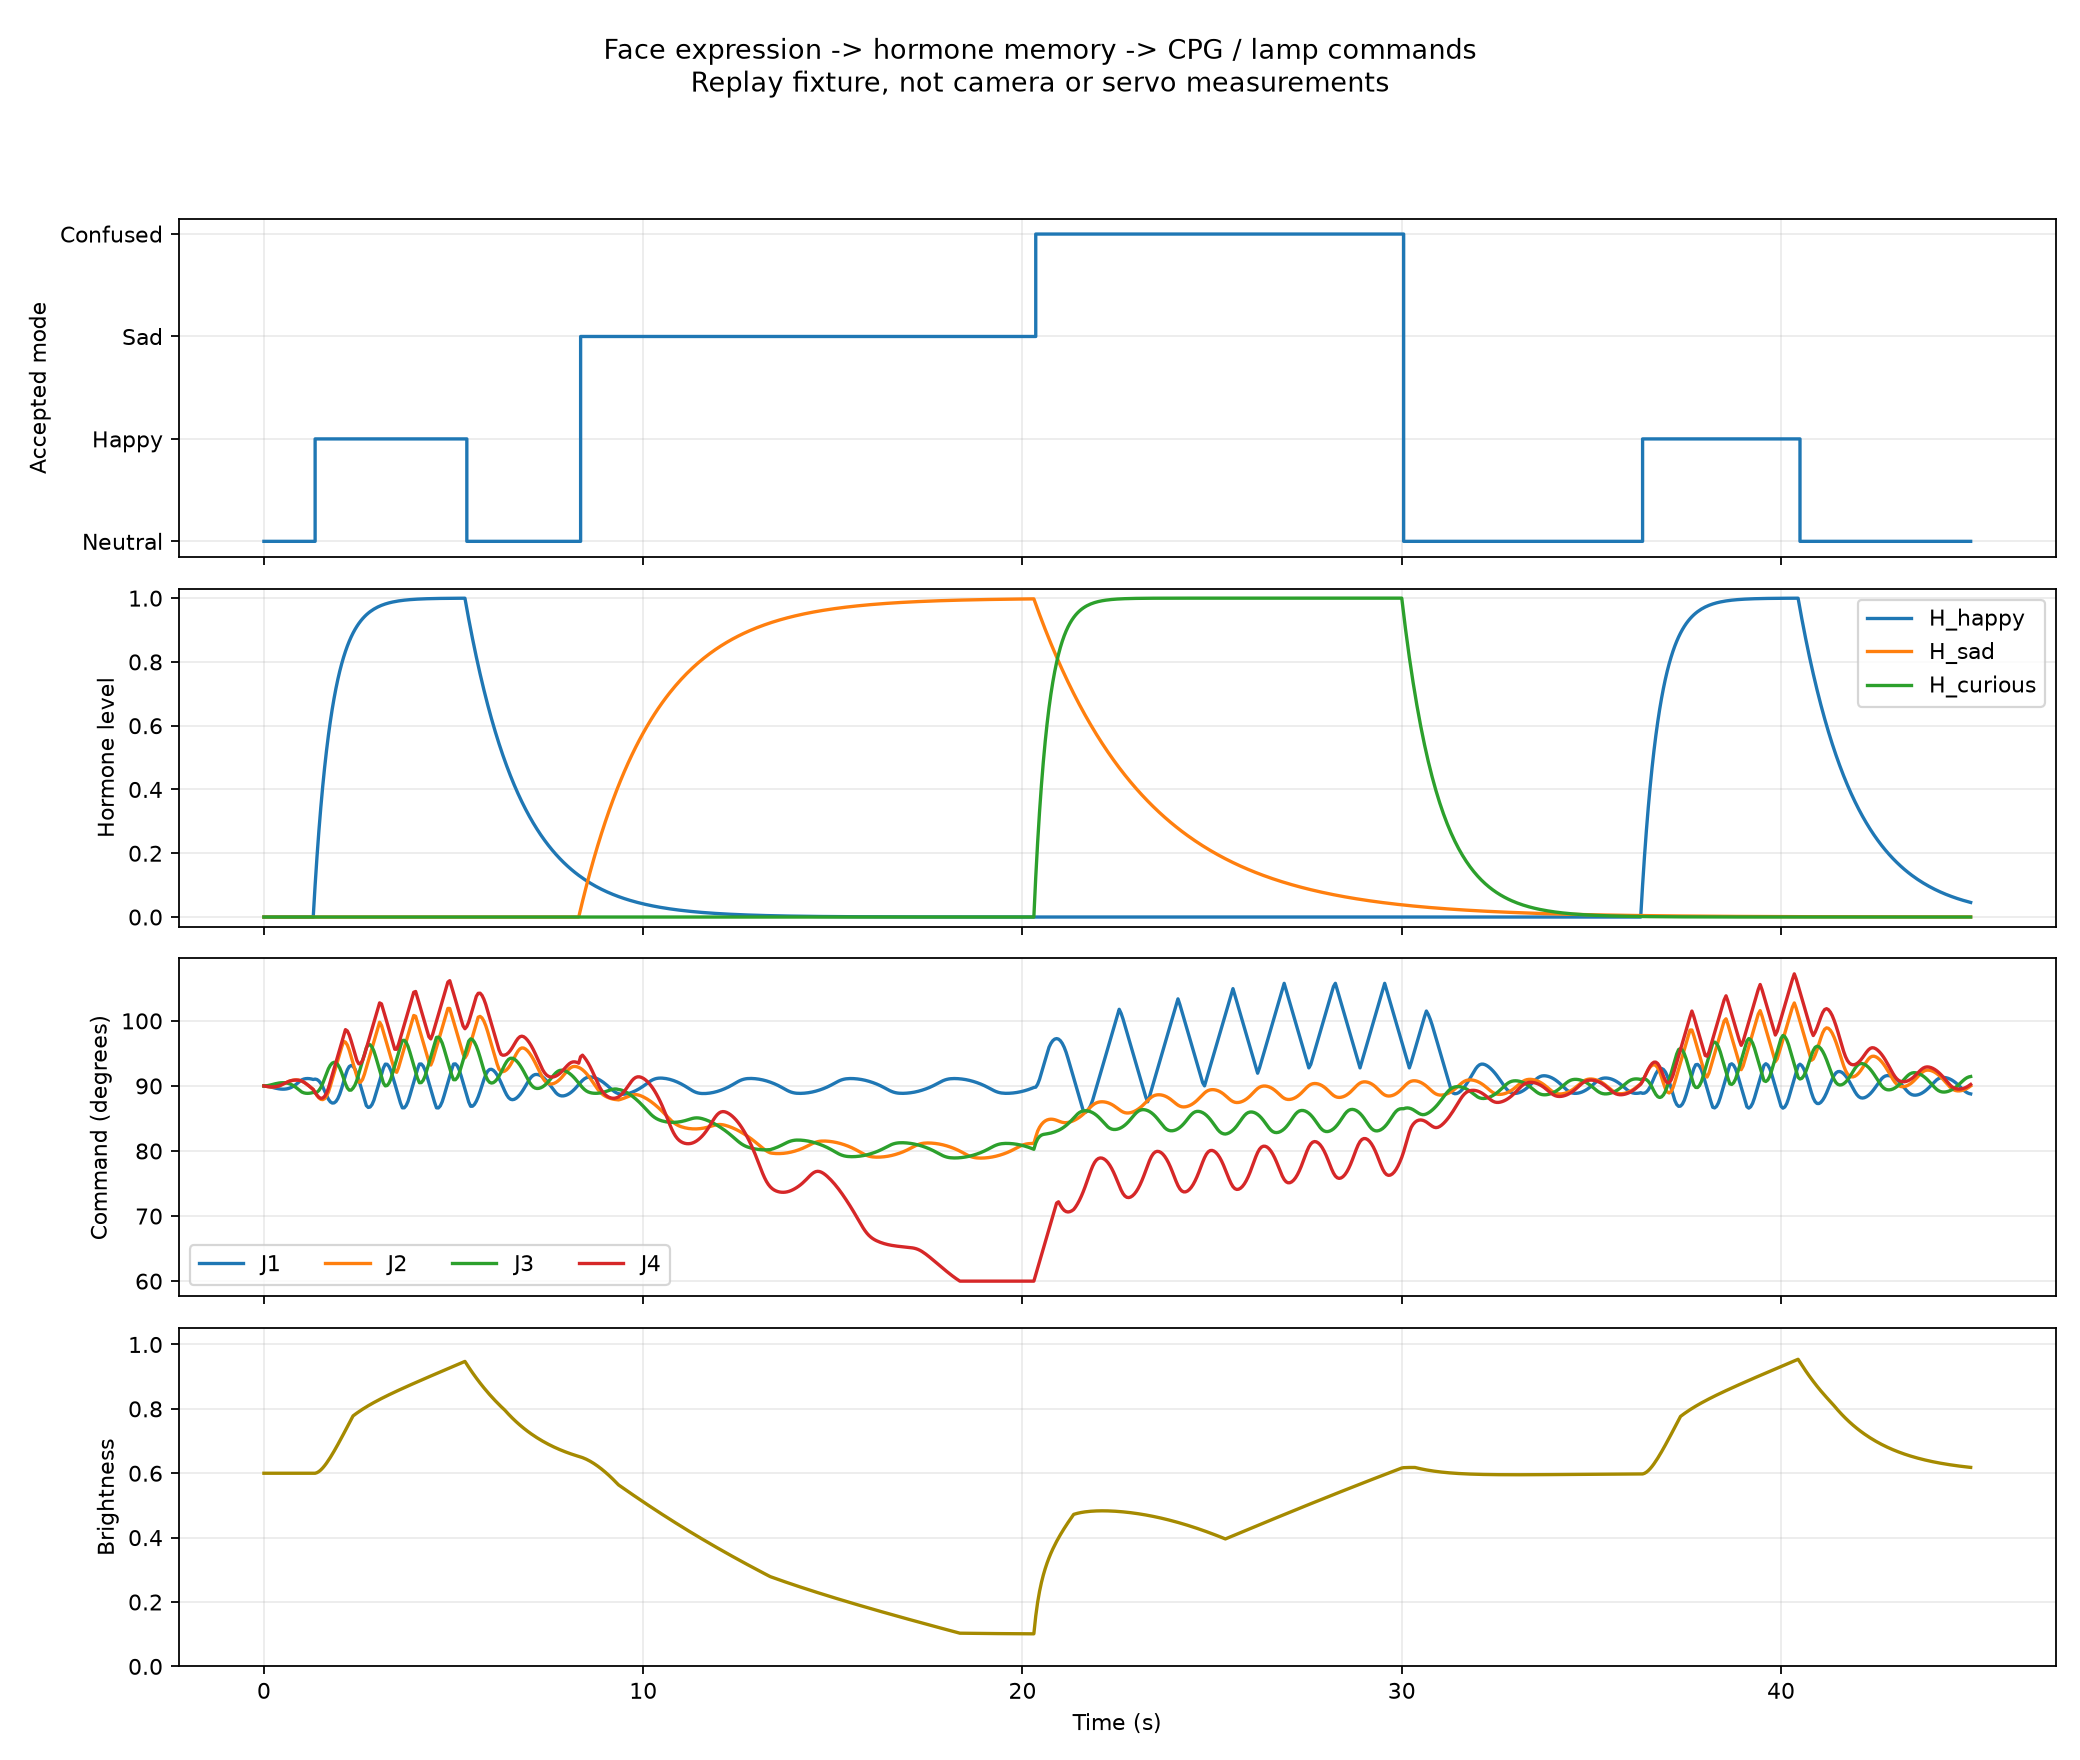 Face expression -> hormone memory -> CPG / lamp commands
Replay fixture, not camera or servo measurements
Accepted mode
Confused
Sad
Happy
Neutral
Hormone level
1.0
0.8
0.6
0.4
0.2
0.0
H_happy
H_sad
H_curious
Command (degrees)
100
90
80
70
60
J1 J2 J3 J4
Brightness
1.0
0.8
0.6
0.4
0.2
0.0
0 10 20 30 40
Time (s)